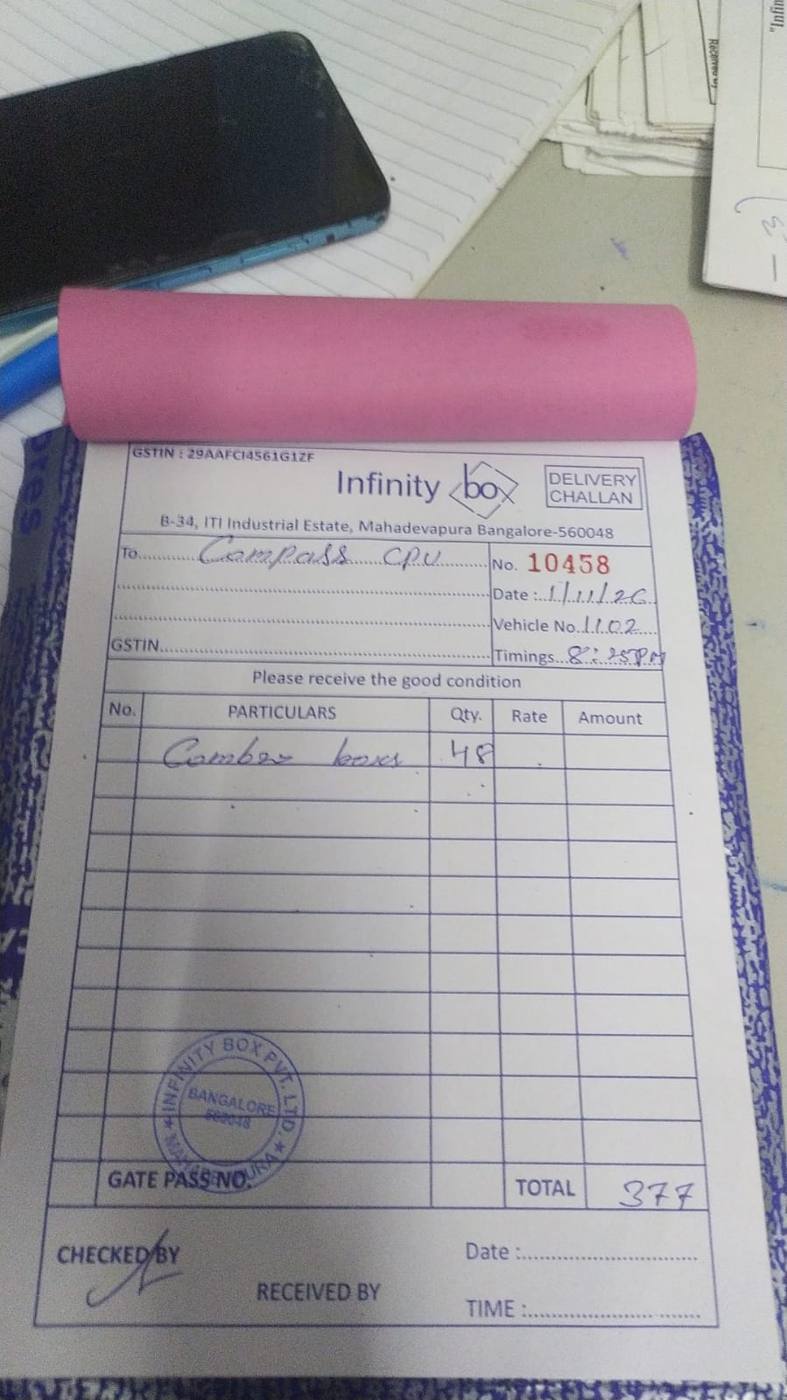 GSTIN : 29AAFCI4561G1ZF
Infinity box
DELIVERY CHALLAN
B-34, ITI Industrial Estate, Mahadevapura Bangalore-560048
To Compass CPU
No. 10458
Date : 1/11/26
Vehicle No. 1102
GSTIN
Timings 8:25PM
Please receive the good condition
No. PARTICULARS Qty. Rate Amount
boxes 48
INFINITY BOX PVT. LTD.
BANGALORE
560048
GATE PASS NO. TOTAL 377
CHECKED BY
Date :
RECEIVED BY
TIME :